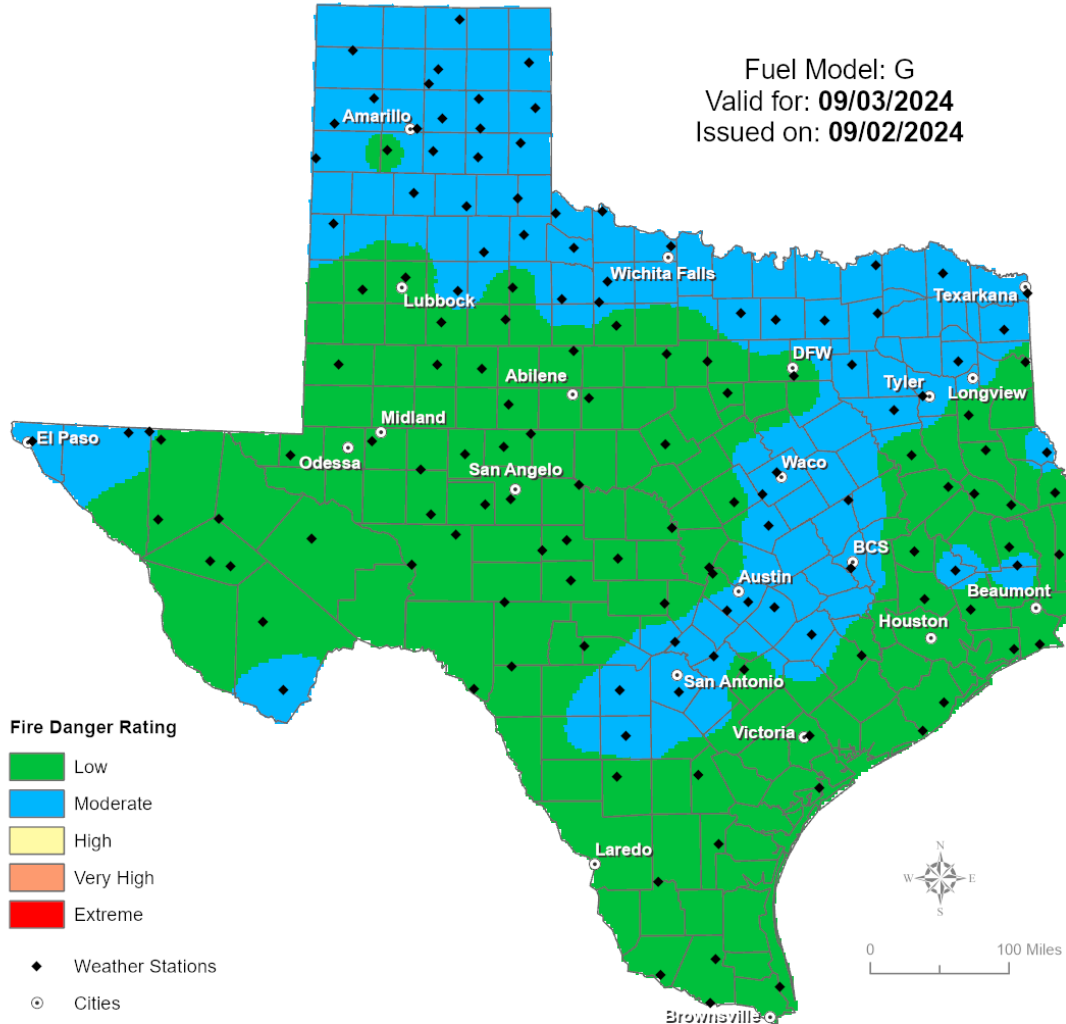 Fuel Model: G
Valid for: 09/03/2024
Issued on: 09/02/2024
Amarillo
Wichita Falls
Lubbock
Texarkana
DFW
Abilene
Tyler
Longview
Midland
El Paso
Odessa
San Angelo
Waco
BCS
Austin
Beaumont
Houston
San Antonio
Victoria
Laredo
Brownsville
Fire Danger Rating
Low
Moderate
High
Very High
Extreme
Weather Stations
Cities
N
W E
S
0 100 Miles